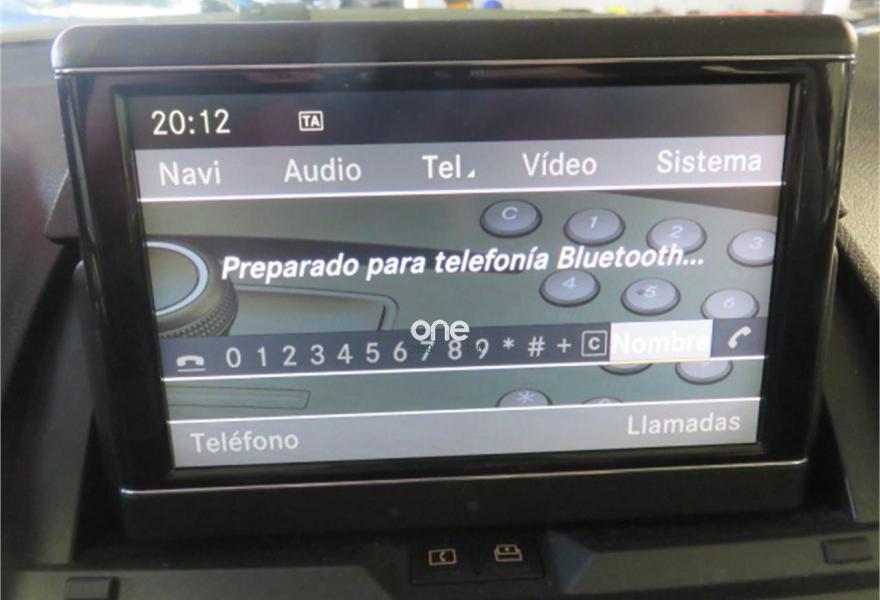 20:12 TA
Navi Audio Tel Vídeo Sistema
C 1 2 3
Preparado para telefonía Bluetooth...
4 5 6
one
0 1 2 3 4 5 6 7 8 9 * # + C Nombre
*
Teléfono Llamadas